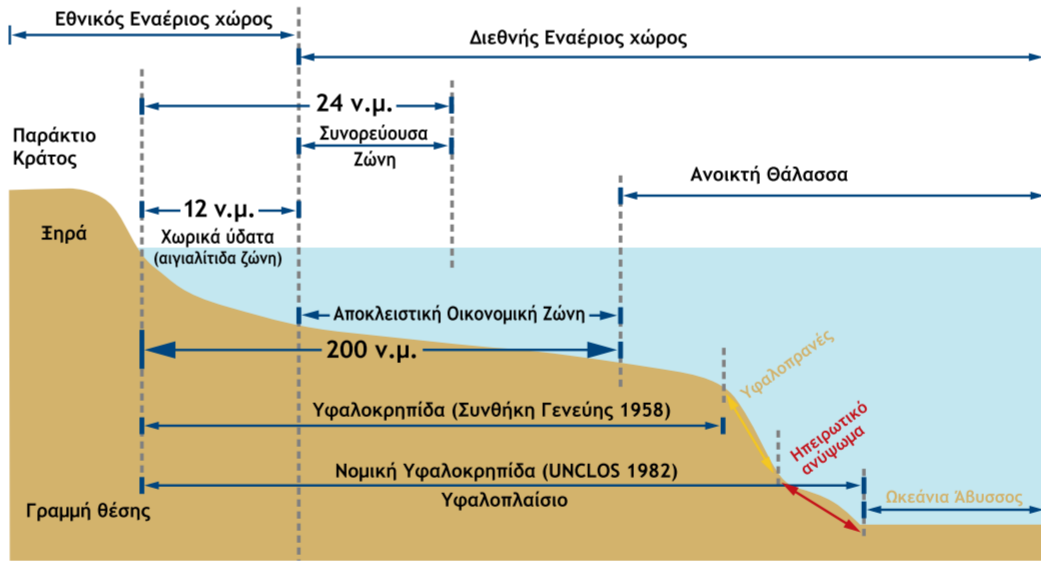 Εθνικός Εναέριος χώρος
Διεθνής Εναέριος χώρος
24 ν.μ.
Συνορεύουσα
Ζώνη
Παράκτιο
Κράτος
Ανοικτή Θάλασσα
12 ν.μ.
Ξηρά
Χωρικά ύδατα
(αιγιαλίτιδα ζώνη)
Αποκλειστική Οικονομική Ζώνη
200 ν.μ.
Υφαλοπρανές
Υφαλοκρηπίδα (Συνθήκη Γενεύης 1958)
Ηπειρωτικό
ανύψωμα
Νομική Υφαλοκρηπίδα (UNCLOS 1982)
Υφαλοπλαίσιο
Ωκεάνια Άβυσσος
Γραμμή θέσης